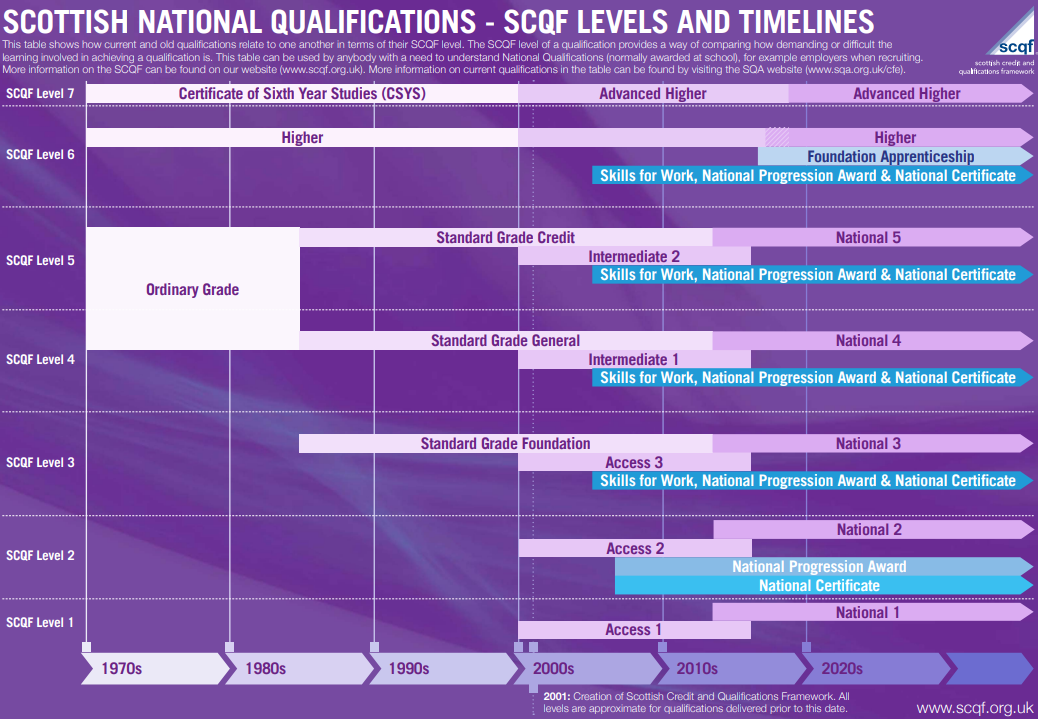 SCOTTISH NATIONAL QUALIFICATIONS - SCQF LEVELS AND TIMELINES
This table shows how current and old qualifications relate to one another in terms of their SCQF level. The SCQF level of a qualification provides a way of comparing how demanding or difficult the
learning involved in achieving a qualification is. This table can be used by anybody with a need to understand National Qualifications (normally awarded at school), for example employers when recruiting.
More information on the SCQF can be found on our website (www.scqf.org.uk). More information on current qualifications in the table can be found by visiting the SQA website (www.sqa.org.uk/cfe).
scqf
scottish credit and
qualifications framework
SCQF Level 7
Certificate of Sixth Year Studies (CSYS)
Advanced Higher
Advanced Higher
SCQF Level 6
Higher
Higher
Foundation Apprenticeship
Skills for Work, National Progression Award & National Certificate
SCQF Level 5
Ordinary Grade
Standard Grade Credit
National 5
Intermediate 2
Skills for Work, National Progression Award & National Certificate
SCQF Level 4
Standard Grade General
National 4
Intermediate 1
Skills for Work, National Progression Award & National Certificate
SCQF Level 3
Standard Grade Foundation
National 3
Access 3
Skills for Work, National Progression Award & National Certificate
SCQF Level 2
National 2
Access 2
National Progression Award
National Certificate
SCQF Level 1
National 1
Access 1
1970s
1980s
1990s
2000s
2010s
2020s
2001: Creation of Scottish Credit and Qualifications Framework. All
levels are approximate for qualifications delivered prior to this date.
www.scqf.org.uk